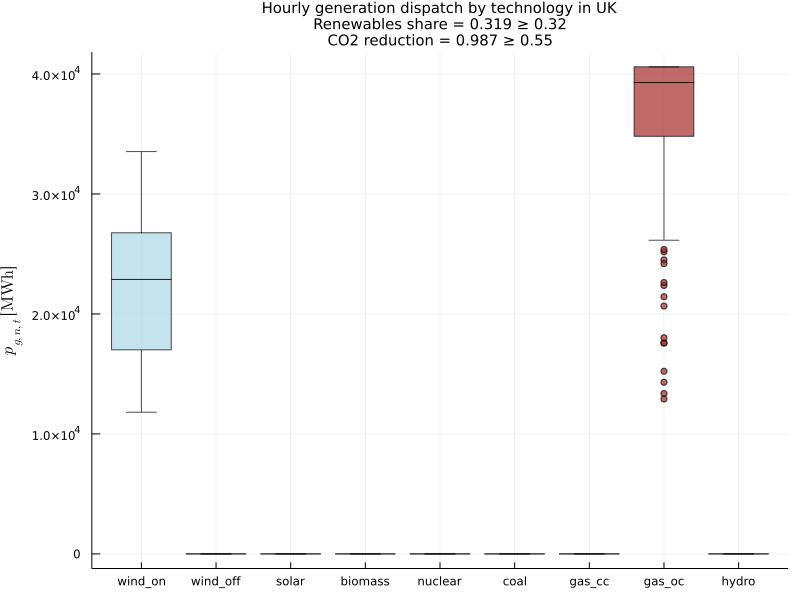 Hourly generation dispatch by technology in UK
Renewables share = 0.319 ≥ 0.32
CO2 reduction = 0.987 ≥ 0.55
4.0×10⁴
3.0×10⁴
2.0×10⁴
1.0×10⁴
0
p_{g,n,t} [MWh]
wind_on wind_off solar biomass nuclear coal gas_cc gas_oc hydro